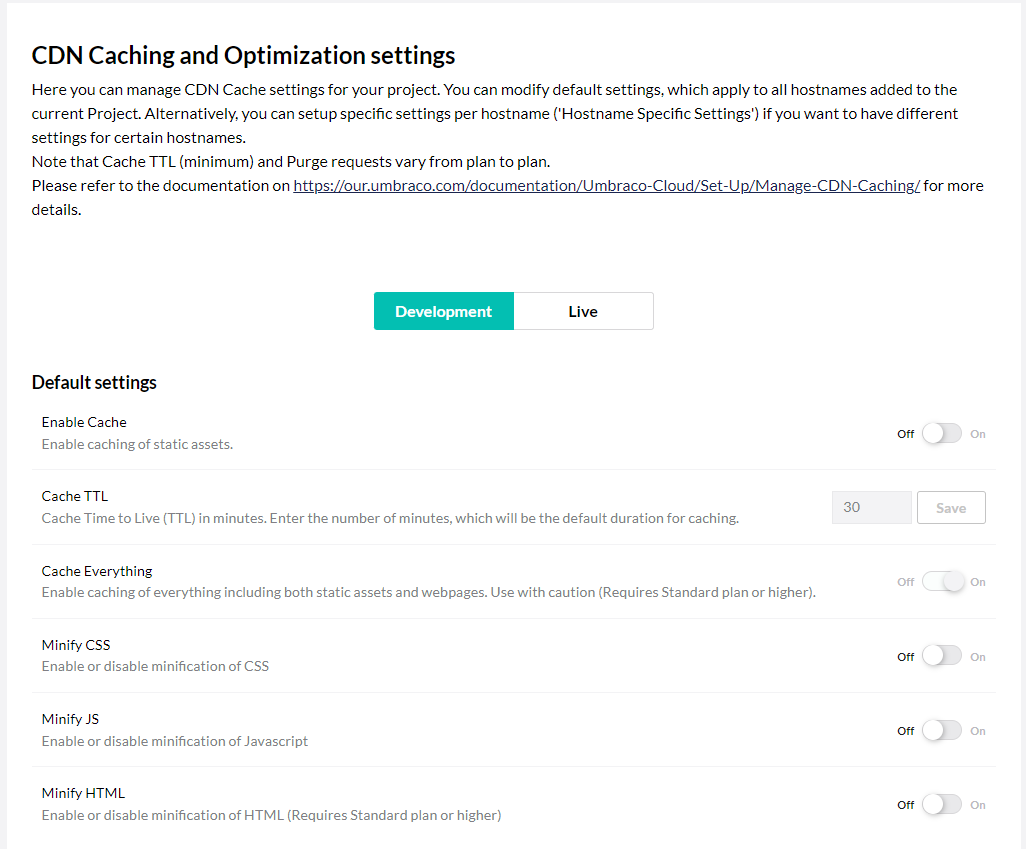 CDN Caching and Optimization settings
Here you can manage CDN Cache settings for your project. You can modify default settings, which apply to all hostnames added to the
current Project. Alternatively, you can setup specific settings per hostname ('Hostname Specific Settings') if you want to have different
settings for certain hostnames.
Note that Cache TTL (minimum) and Purge requests vary from plan to plan.
Please refer to the documentation on https://our.umbraco.com/documentation/Umbraco-Cloud/Set-Up/Manage-CDN-Caching/ for more
details.
Development Live
Default settings
Enable Cache
Enable caching of static assets.
Off On
Cache TTL
Cache Time to Live (TTL) in minutes. Enter the number of minutes, which will be the default duration for caching.
30 Save
Cache Everything
Enable caching of everything including both static assets and webpages. Use with caution (Requires Standard plan or higher).
Off On
Minify CSS
Enable or disable minification of CSS
Off On
Minify JS
Enable or disable minification of Javascript
Off On
Minify HTML
Enable or disable minification of HTML (Requires Standard plan or higher)
Off On